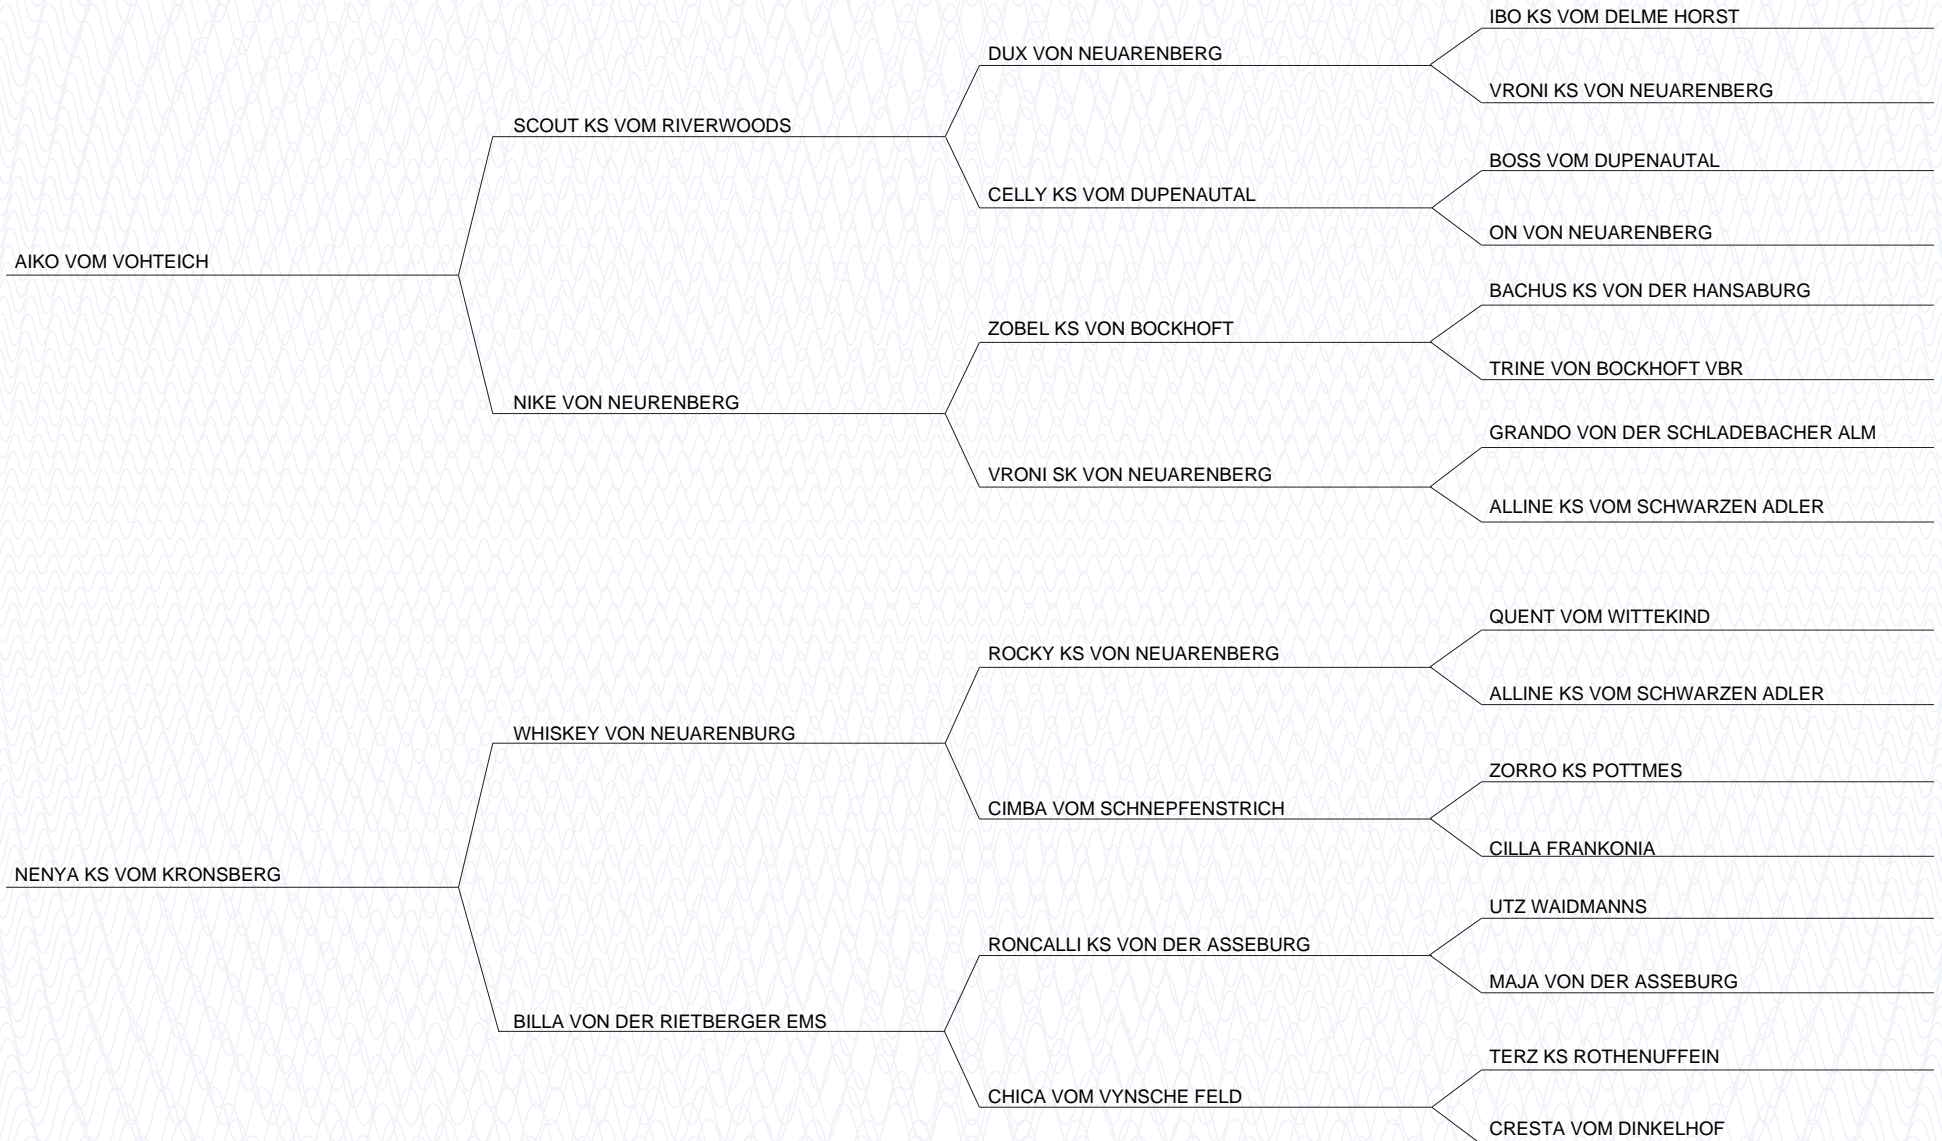 IBO KS VOM DELME HORST
DUX VON NEUARENBERG
VRONI KS VON NEUARENBERG
SCOUT KS VOM RIVERWOODS
BOSS VOM DUPENAUTAL
CELLY KS VOM DUPENAUTAL
ON VON NEUARENBERG
AIKO VOM VOHTEICH
BACHUS KS VON DER HANSABURG
ZOBEL KS VON BOCKHOFT
TRINE VON BOCKHOFT VBR
NIKE VON NEURENBERG
GRANDO VON DER SCHLADEBACHER ALM
VRONI SK VON NEUARENBERG
ALLINE KS VOM SCHWARZEN ADLER
QUENT VOM WITTEKIND
ROCKY KS VON NEUARENBERG
ALLINE KS VOM SCHWARZEN ADLER
WHISKEY VON NEUARENBURG
ZORRO KS POTTMES
CIMBA VOM SCHNEPFENSTRICH
CILLA FRANKONIA
NENYA KS VOM KRONSBERG
UTZ WAIDMANNS
RONCALLI KS VON DER ASSEBURG
MAJA VON DER ASSEBURG
BILLA VON DER RIETBERGER EMS
TERZ KS ROTHENUFFEIN
CHICA VOM VYNSCHE FELD
CRESTA VOM DINKELHOF